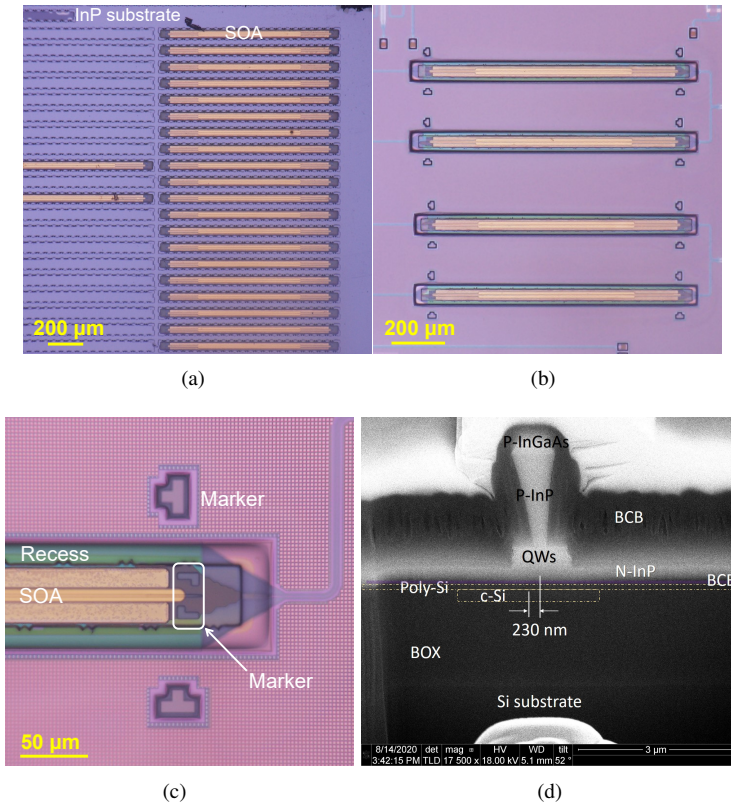 InP substrate
SOA
200 μm
200 μm
(a)
(b)
Marker
Recess
SOA
Marker
50 μm
P-InGaAs
P-InP
BCB
QWs
N-InP
Poly-Si
BCB
c-Si
230 nm
BOX
Si substrate
8/14/2020 det mag HV WD tilt
3:42:15 PM TLD 17 500 x 18.00 kV 5.1 mm 52 °
3 μm
(c)
(d)